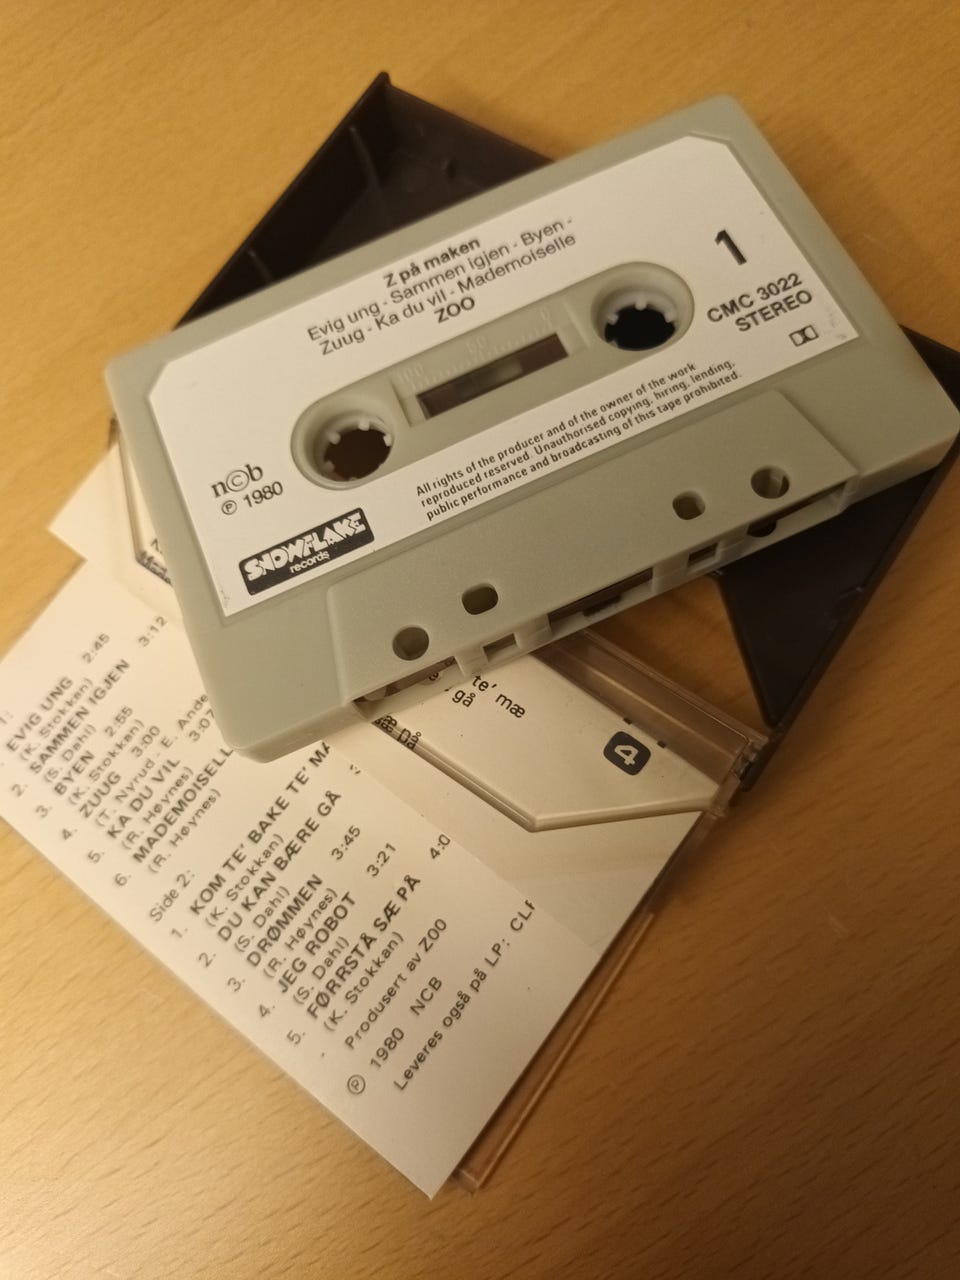 Z på maken
Evig ung - Sammen igjen - Byen -
Zuug - Ka du vil - Mademoiselle
ZOO
1
CMC 3022
STEREO
n©b
℗ 1980
All rights of the producer and of the owner of the work
reproduced reserved. Unauthorised copying, hiring, lending,
public performance and broadcasting of this tape prohibited.
SNOWFLAKE
records
EVIG UNG 2:45
(K. Stokkan)
2. SAMMEN IGJEN 3:12
(S. Dahl)
3. BYEN 2:55
(K. Stokkan)
4. ZUUG 3:00
(T. Nyrud - E. Ande
5. KA DU VIL 3:07
(R. Høynes)
6. MADEMOISELL
(R. Høynes)
Side 2:
1. KOM TE' BAKE TE' MÆ
(K. Stokkan)
2. DU KAN BÆRE GÅ
(S. Dahl)
3. DRØMMEN 3:45
(R. Høynes)
4. JEG ROBOT 3:21
(S. Dahl)
5. FØRRSTÅ SÆ PÅ 4:0
(K. Stokkan)
Produsert av ZOO
℗ 1980 NCB
Leveres også på LP: CLP
te' mæ
gå
4